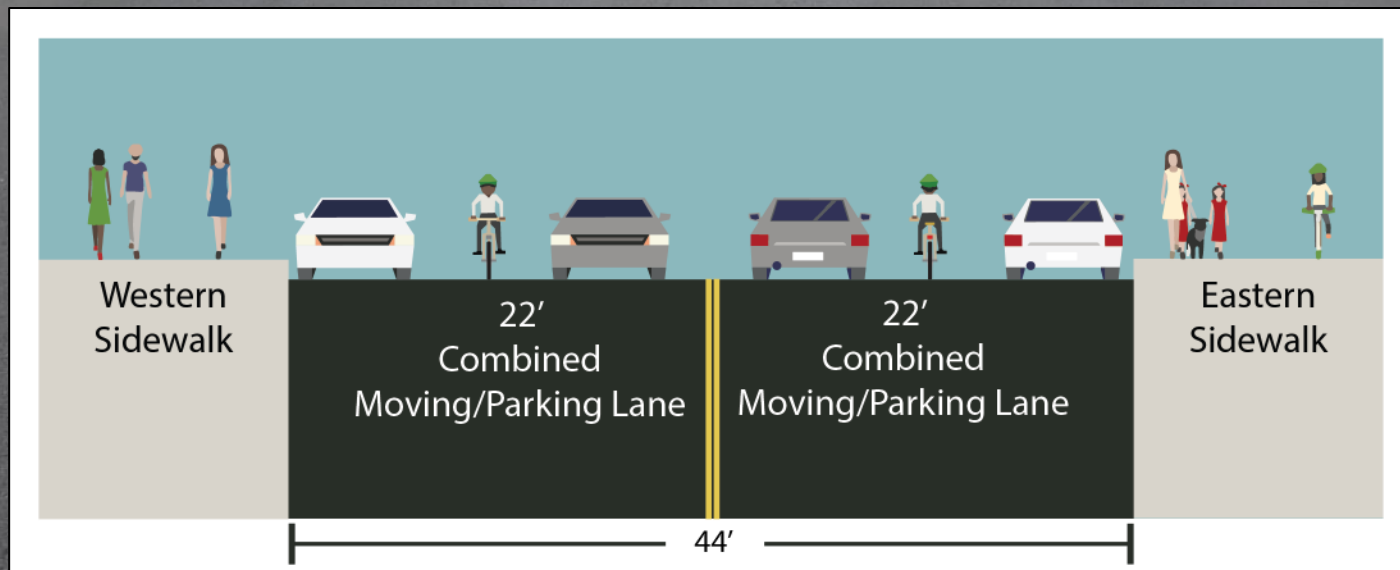 Western
Sidewalk
22′
Combined
Moving/Parking Lane
22′
Combined
Moving/Parking Lane
Eastern
Sidewalk
44′